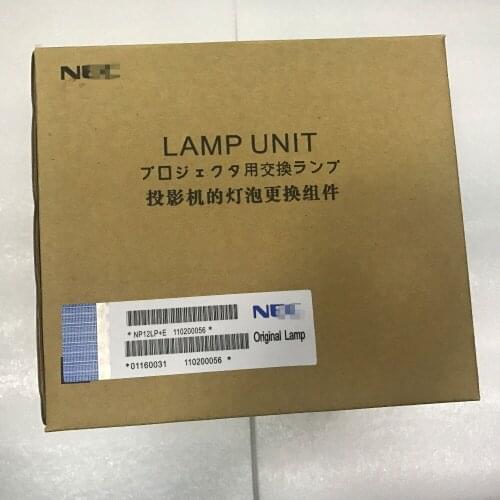 NEC
LAMP UNIT
プロジェクタ用交換ランプ
投影机的灯泡更换组件
* NP12LP+E 110200056 *
NEC
Original Lamp
*01160031 110200056 *